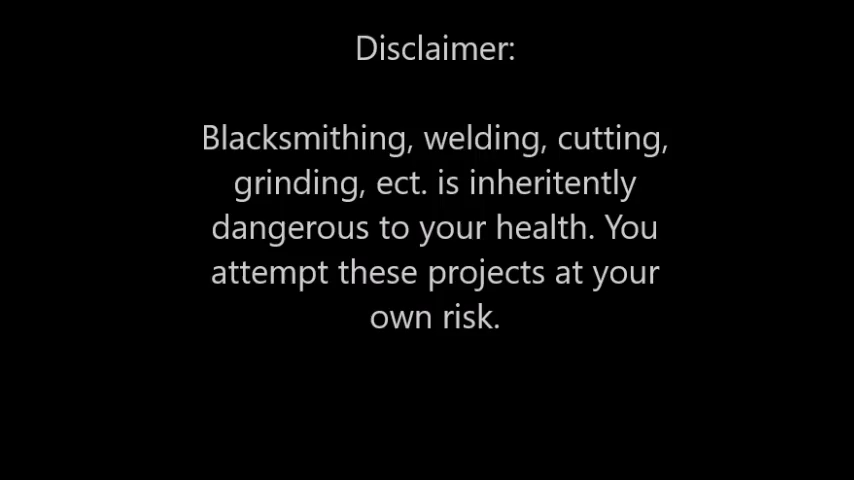 Disclaimer:
Blacksmithing, welding, cutting,
grinding, ect. is inheritently
dangerous to your health. You
attempt these projects at your
own risk.